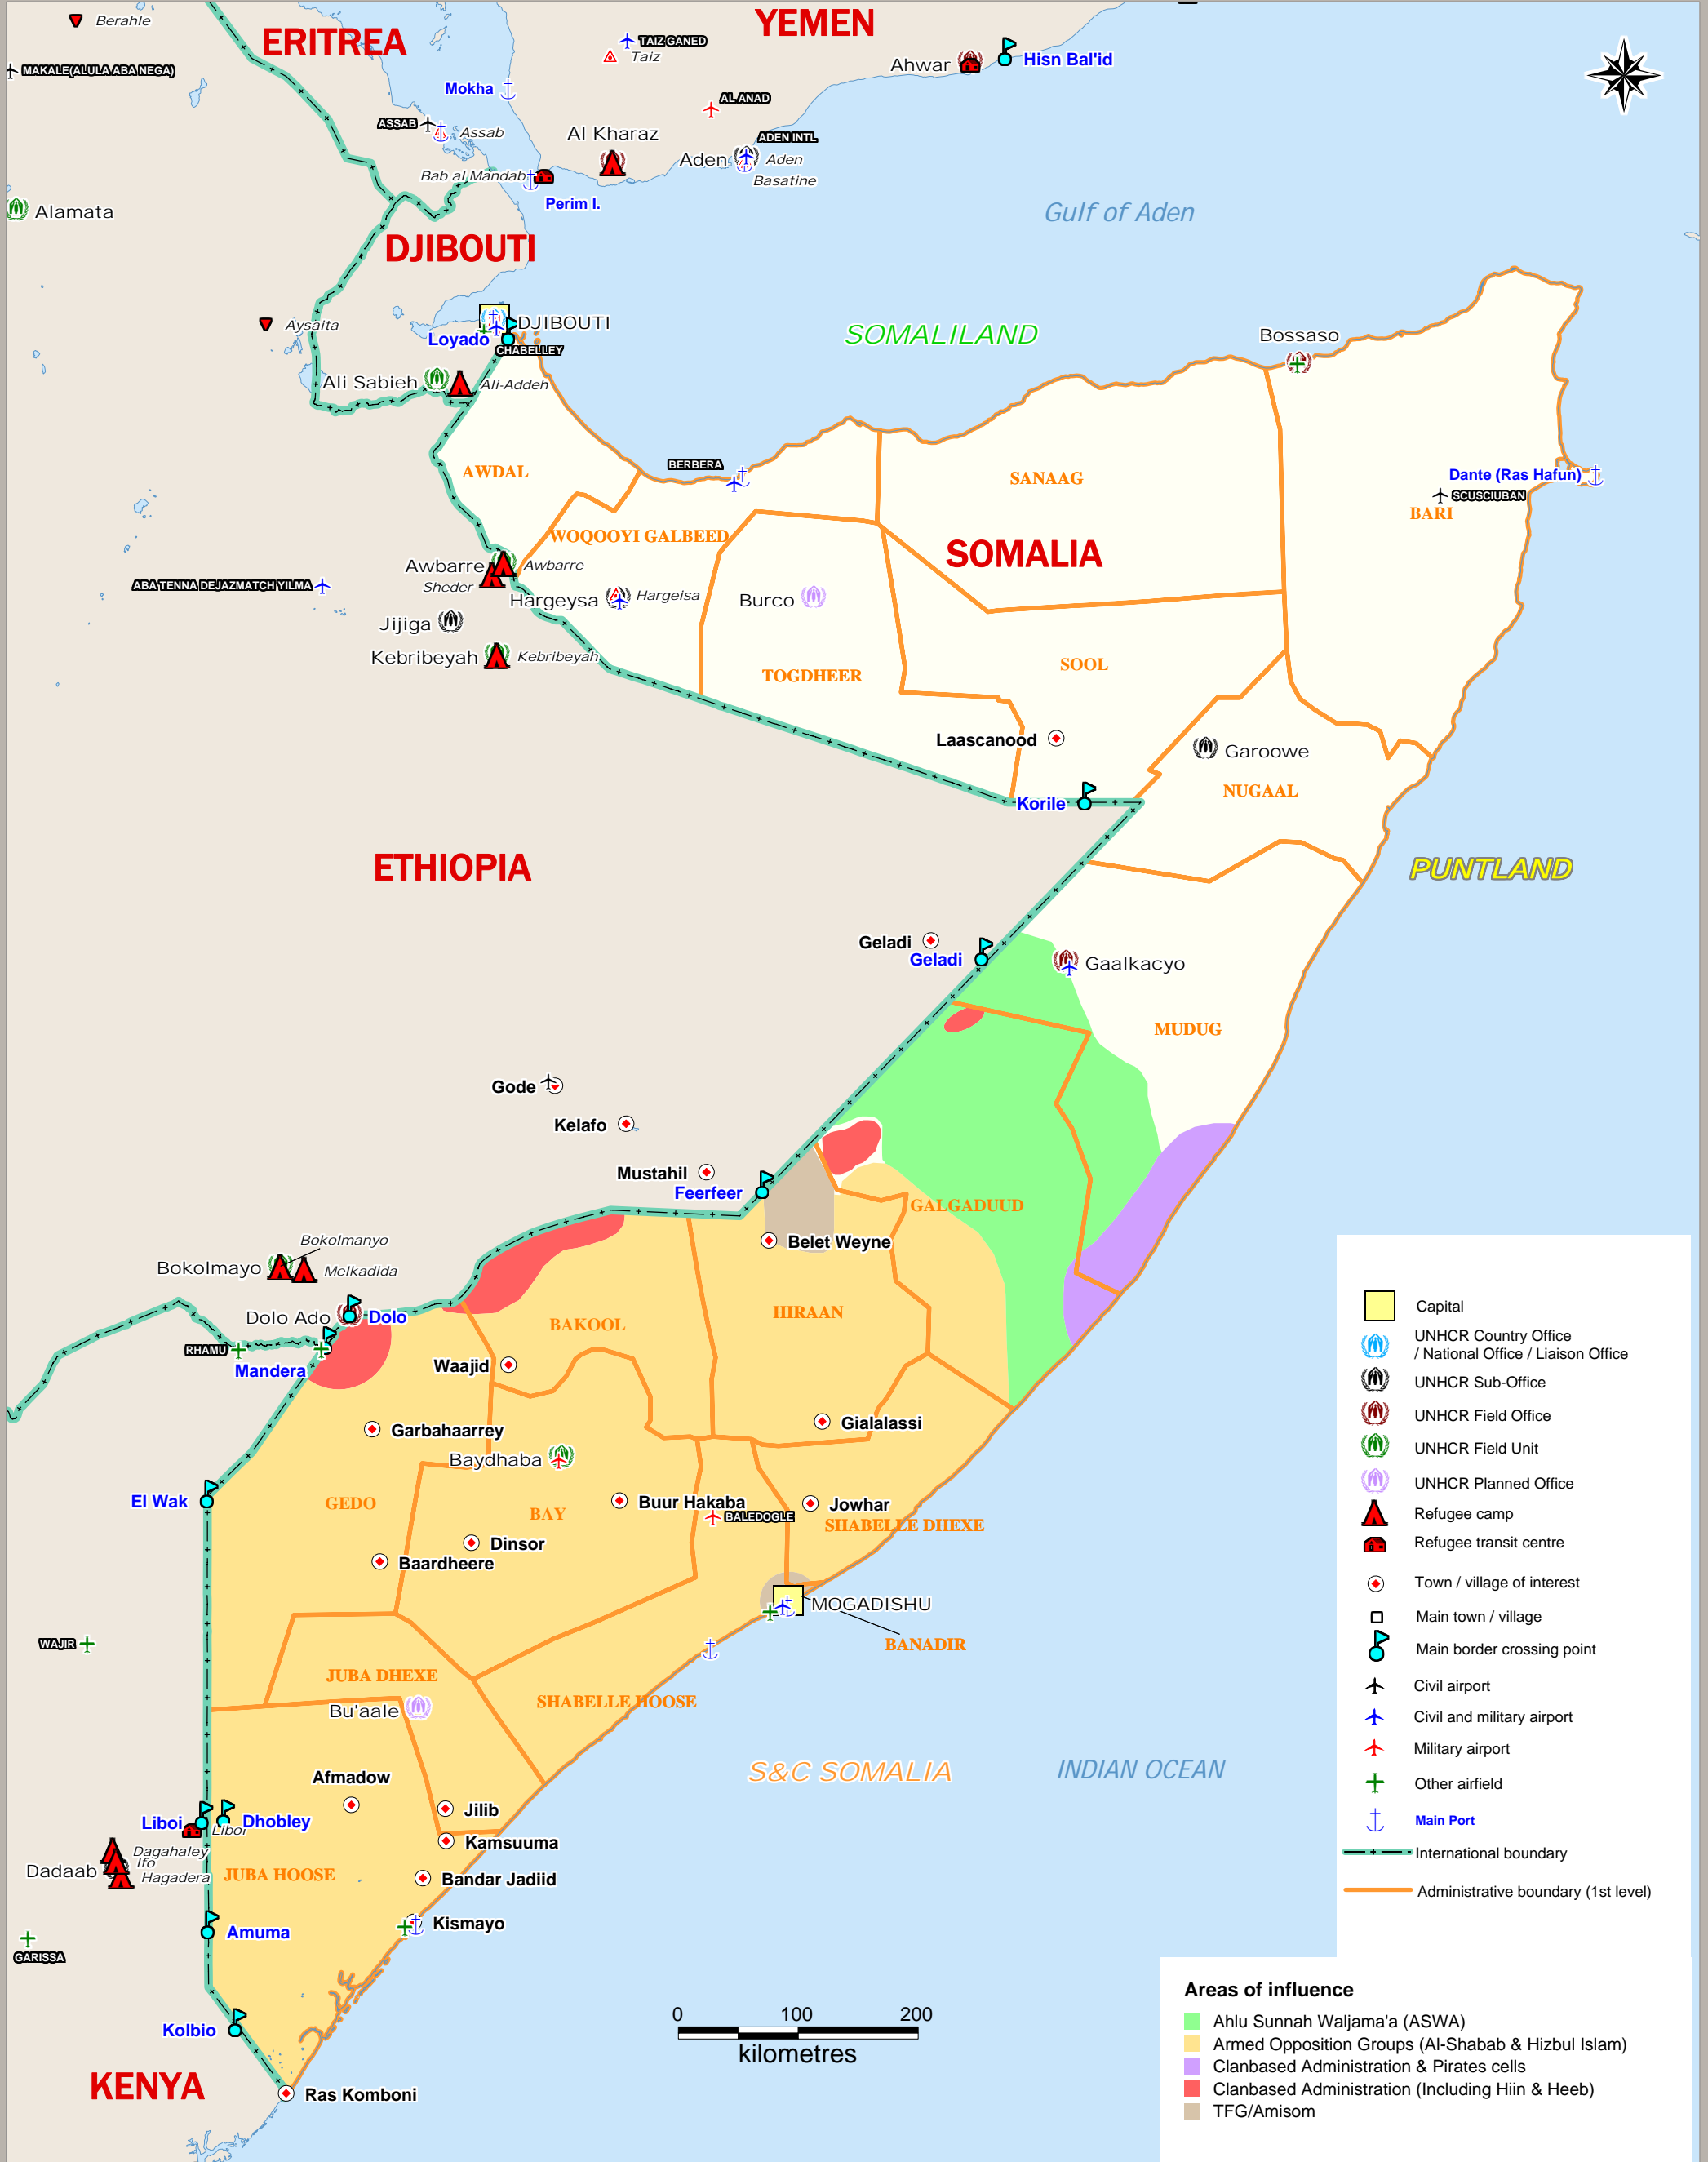 Berahle
ERITREA
YEMEN
TAIZ GANED
Taiz
Ahwar
Hisn Bal'id
MAKALE(ALULA ABA NEGA)
Mokha
AL ANAD
ASSAB
Assab
Al Kharaz
ADEN INTL
Aden
Aden
Basatine
Bab al Mandab
Perim I.
Alamata
Gulf of Aden
DJIBOUTI
Aysaita
DJIBOUTI
Loyado
CHABELLEY
SOMALILAND
Bossaso
Ali Sabieh
Ali-Addeh
AWDAL
BERBERA
SANAAG
Dante (Ras Hafun)
SCUSCIUBAN
BARI
WOQOOYI GALBEED
SOMALIA
Awbarre
Awbarre
Sheder
ABA TENNA DEJAZMATCH YILMA
Hargeysa
Hargeisa
Burco
Jijiga
Kebribeyah
Kebribeyah
TOGDHEER
SOOL
Laascanood
Garoowe
NUGAAL
Korile
ETHIOPIA
PUNTLAND
Geladi
Geladi
Gaalkacyo
MUDUG
Gode
Kelafo
Mustahil
Feerfeer
GALGADUUD
Belet Weyne
Bokolmanyo
Bokolmayo
Melkadida
Dolo Ado
Dolo
HIRAAN
BAKOOL
RHAMU
Mandera
Waajid
Garbahaarrey
Gialalassi
Baydhaba
El Wak
GEDO
BAY
Buur Hakaba
Jowhar
BALEDOGLE
SHABELLE DHEXE
Dinsor
Baardheere
MOGADISHU
BANADIR
WAJIR
JUBA DHEXE
SHABELLE HOOSE
Bu'aale
S&C SOMALIA
INDIAN OCEAN
Afmadow
Jilib
Liboi
Liboi
Dhobley
Kamsuuma
Dagahaley
Ifo
Dadaab
Hagadera
JUBA HOOSE
Bandar Jadiid
Kismayo
Amuma
GARISSA
Kolbio
KENYA
Ras Komboni
0 100 200
kilometres
Capital
UNHCR Country Office
/ National Office / Liaison Office
UNHCR Sub-Office
UNHCR Field Office
UNHCR Field Unit
UNHCR Planned Office
Refugee camp
Refugee transit centre
Town / village of interest
Main town / village
Main border crossing point
Civil airport
Civil and military airport
Military airport
Other airfield
Main Port
International boundary
Administrative boundary (1st level)
Areas of influence
Ahlu Sunnah Waljama'a (ASWA)
Armed Opposition Groups (Al-Shabab & Hizbul Islam)
Clanbased Administration & Pirates cells
Clanbased Administration (Including Hiin & Heeb)
TFG/Amisom